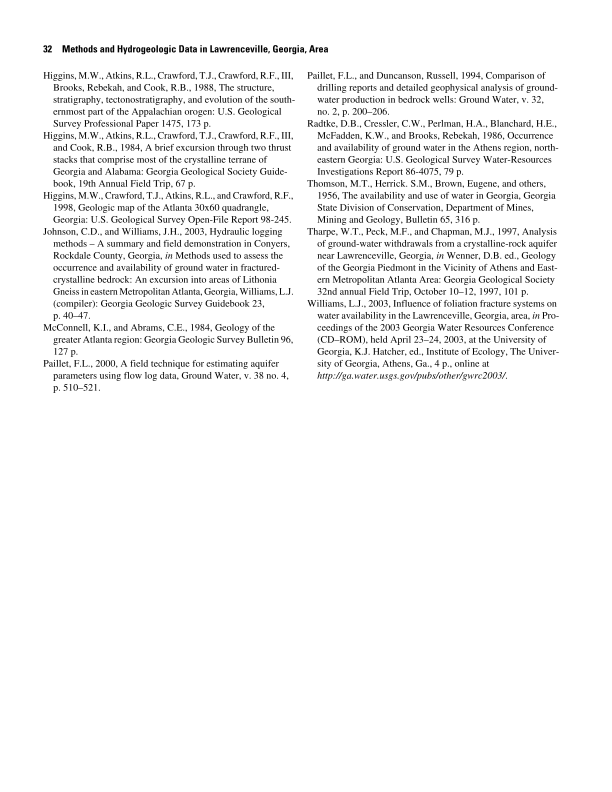 32 Methods and Hydrogeologic Data in Lawrenceville, Georgia, Area
Higgins, M.W., Atkins, R.L., Crawford, T.J., Crawford, R.F., III,
Brooks, Rebekah, and Cook, R.B., 1988, The structure,
stratigraphy, tectonostratigraphy, and evolution of the south-
ernmost part of the Appalachian orogen: U.S. Geological
Survey Professional Paper 1475, 173 p.
Higgins, M.W., Atkins, R.L., Crawford, T.J., Crawford, R.F., III,
and Cook, R.B., 1984, A brief excursion through two thrust
stacks that comprise most of the crystalline terrane of
Georgia and Alabama: Georgia Geological Society Guide-
book, 19th Annual Field Trip, 67 p.
Higgins, M.W., Crawford, T.J., Atkins, R.L., and Crawford, R.F.,
1998, Geologic map of the Atlanta 30x60 quadrangle,
Georgia: U.S. Geological Survey Open-File Report 98-245.
Johnson, C.D., and Williams, J.H., 2003, Hydraulic logging
methods – A summary and field demonstration in Conyers,
Rockdale County, Georgia, in Methods used to assess the
occurrence and availability of ground water in fractured-
crystalline bedrock: An excursion into areas of Lithonia
Gneiss in eastern Metropolitan Atlanta, Georgia, Williams, L.J.
(compiler): Georgia Geologic Survey Guidebook 23,
p. 40–47.
McConnell, K.I., and Abrams, C.E., 1984, Geology of the
greater Atlanta region: Georgia Geologic Survey Bulletin 96,
127 p.
Paillet, F.L., 2000, A field technique for estimating aquifer
parameters using flow log data, Ground Water, v. 38 no. 4,
p. 510–521.
Paillet, F.L., and Duncanson, Russell, 1994, Comparison of
drilling reports and detailed geophysical analysis of ground-
water production in bedrock wells: Ground Water, v. 32,
no. 2, p. 200–206.
Radtke, D.B., Cressler, C.W., Perlman, H.A., Blanchard, H.E.,
McFadden, K.W., and Brooks, Rebekah, 1986, Occurrence
and availability of ground water in the Athens region, north-
eastern Georgia: U.S. Geological Survey Water-Resources
Investigations Report 86-4075, 79 p.
Thomson, M.T., Herrick. S.M., Brown, Eugene, and others,
1956, The availability and use of water in Georgia, Georgia
State Division of Conservation, Department of Mines,
Mining and Geology, Bulletin 65, 316 p.
Tharpe, W.T., Peck, M.F., and Chapman, M.J., 1997, Analysis
of ground-water withdrawals from a crystalline-rock aquifer
near Lawrenceville, Georgia, in Wenner, D.B. ed., Geology
of the Georgia Piedmont in the Vicinity of Athens and East-
ern Metropolitan Atlanta Area: Georgia Geological Society
32nd annual Field Trip, October 10–12, 1997, 101 p.
Williams, L.J., 2003, Influence of foliation fracture systems on
water availability in the Lawrenceville, Georgia, area, in Pro-
ceedings of the 2003 Georgia Water Resources Conference
(CD–ROM), held April 23–24, 2003, at the University of
Georgia, K.J. Hatcher, ed., Institute of Ecology, The Univer-
sity of Georgia, Athens, Ga., 4 p., online at
http://ga.water.usgs.gov/pubs/other/gwrc2003/.